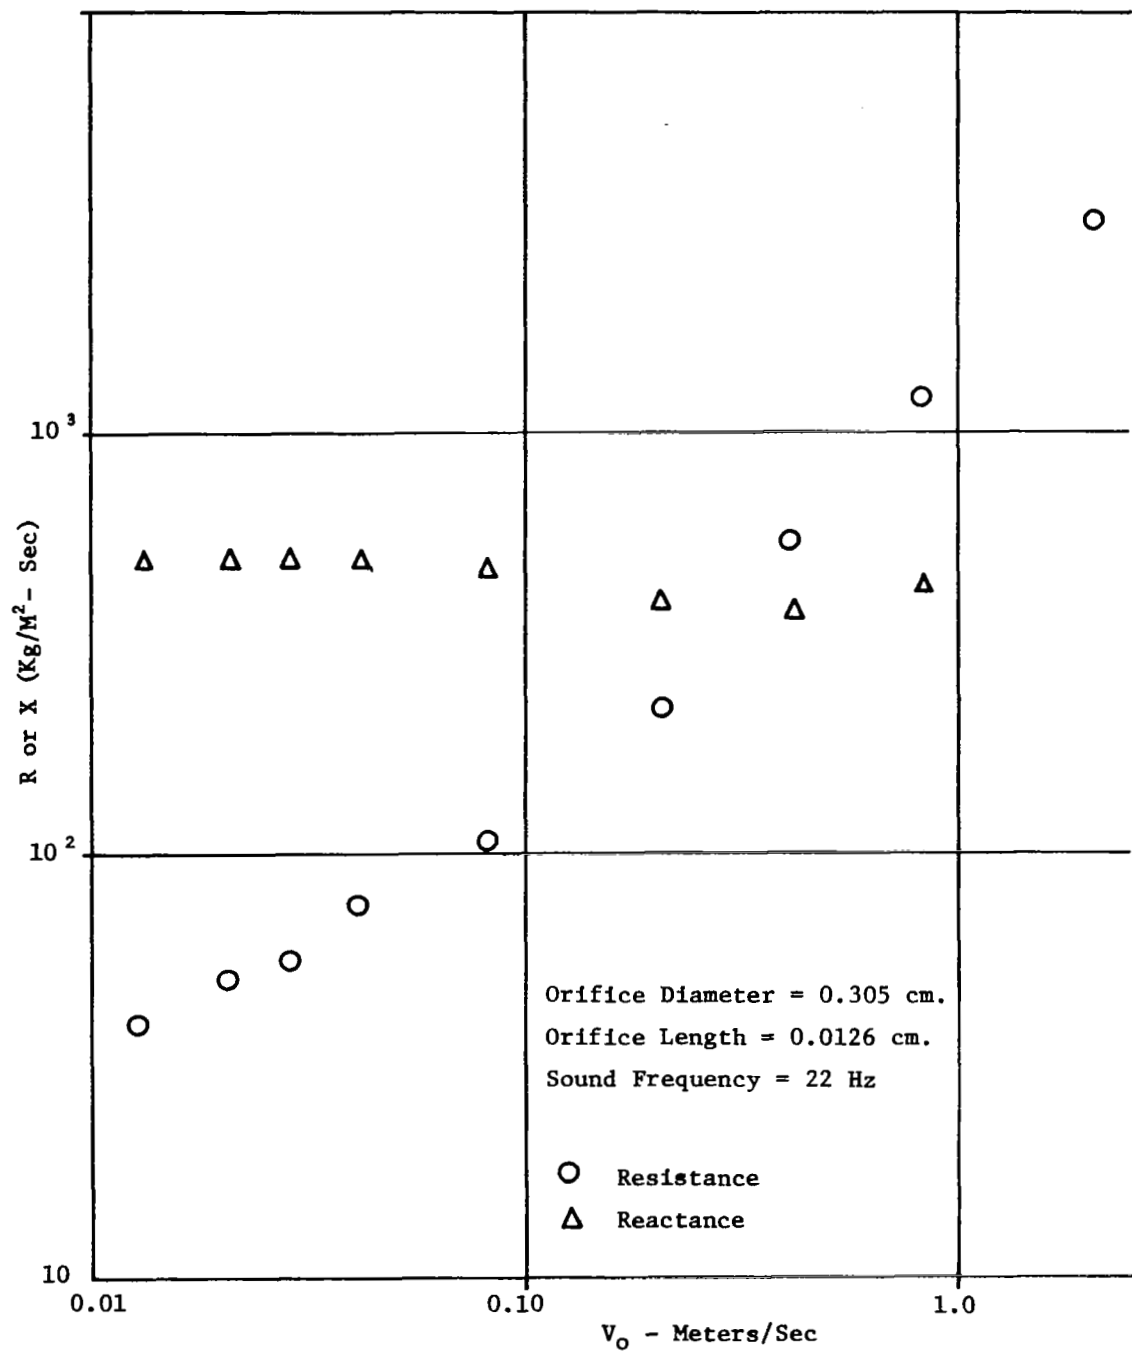 10³
R or X (Kg/M²- Sec)
10²
10
Orifice Diameter = 0.305 cm.
Orifice Length = 0.0126 cm.
Sound Frequency = 22 Hz
Resistance
Reactance
0.01
0.10
1.0
V₀ - Meters/Sec